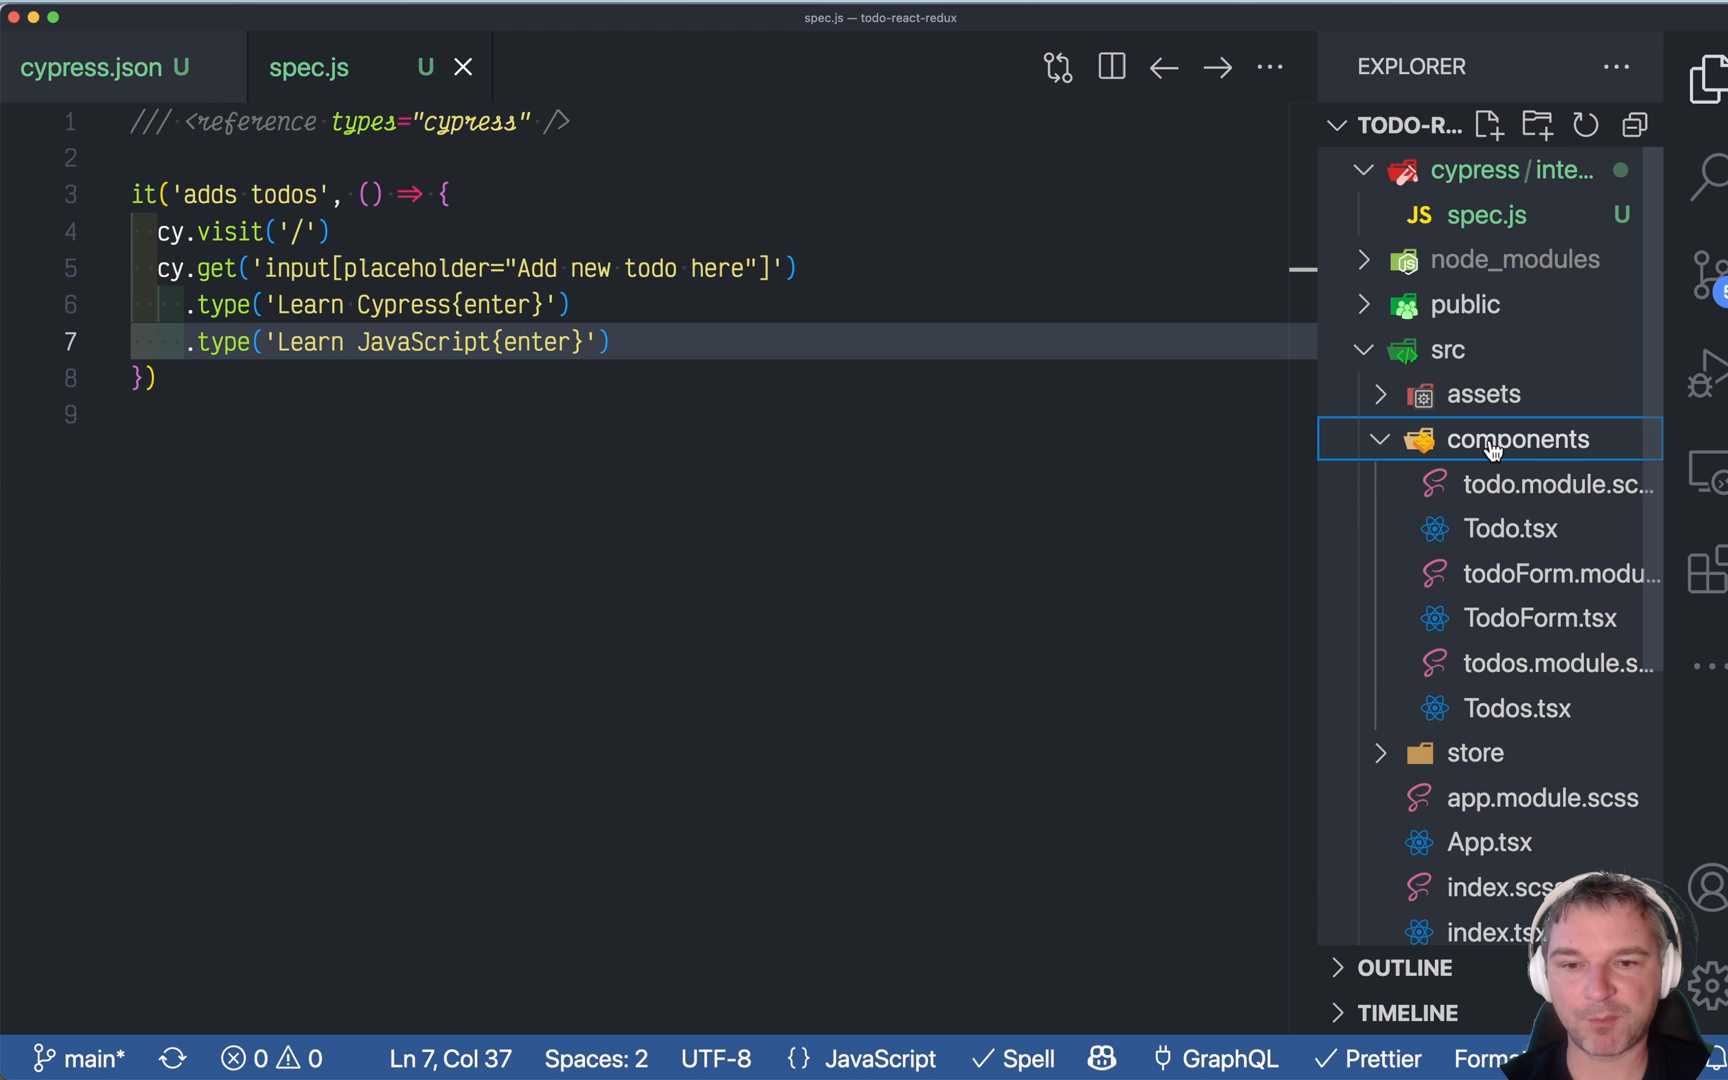 spec.js — todo-react-redux
cypress.json U
spec.js U
EXPLORER
1 /// <reference types="cypress" />
2
3 it('adds todos', () => {
4 cy.visit('/')
5 cy.get('input[placeholder="Add new todo here"]')
6 .type('Learn Cypress{enter}')
7 .type('Learn JavaScript{enter}')
8 })
9
TODO-R...
cypress/inte...
JS spec.js U
node_modules
public
src
assets
components
todo.module.sc...
Todo.tsx
todoForm.modu...
TodoForm.tsx
todos.module.s...
Todos.tsx
store
app.module.scss
App.tsx
index.scss
index.tsx
OUTLINE
TIMELINE
main* 0 0 Ln 7, Col 37 Spaces: 2 UTF-8 {} JavaScript Spell GraphQL Prettier